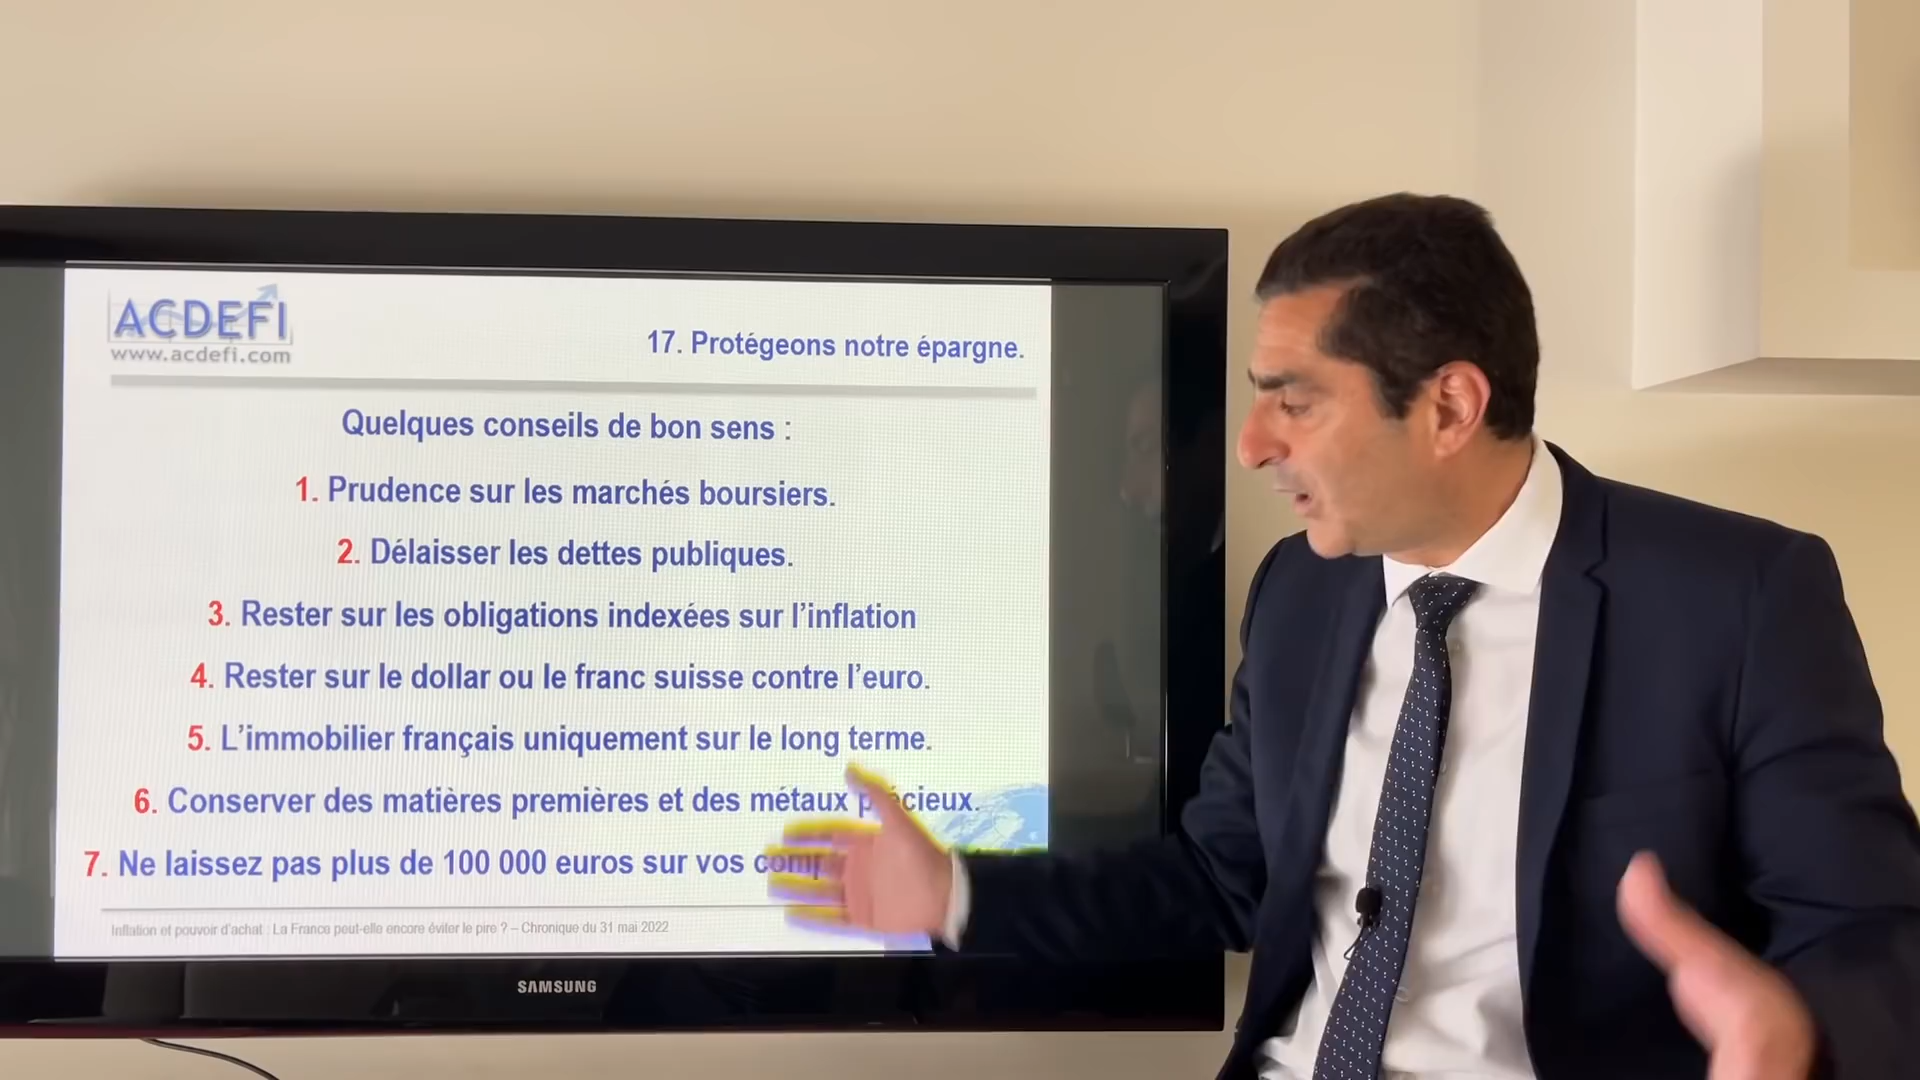 ACDEFI
www.acdefi.com
17. Protégeons notre épargne.
Quelques conseils de bon sens :
1. Prudence sur les marchés boursiers.
2. Délaisser les dettes publiques.
3. Rester sur les obligations indexées sur l’inflation
4. Rester sur le dollar ou le franc suisse contre l’euro.
5. L’immobilier français uniquement sur le long terme.
6. Conserver des matières premières et des métaux précieux.
7. Ne laissez pas plus de 100 000 euros sur vos
Inflation et pouvoir d'achat : La France peut-elle encore éviter le pire ? – Chronique du 31 mai 2022
SAMSUNG